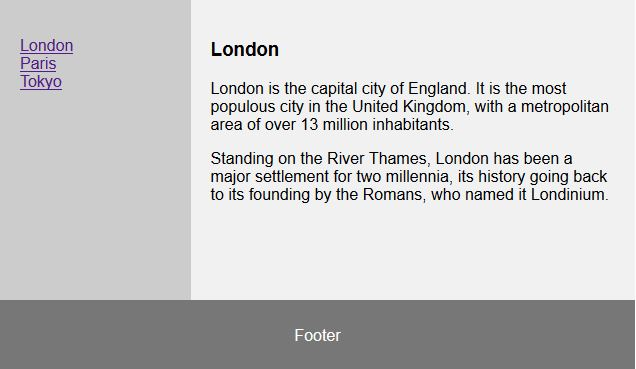 London
Paris
Tokyo
London
London is the capital city of England. It is the most
populous city in the United Kingdom, with a metropolitan
area of over 13 million inhabitants.
Standing on the River Thames, London has been a
major settlement for two millennia, its history going back
to its founding by the Romans, who named it Londinium.
Footer